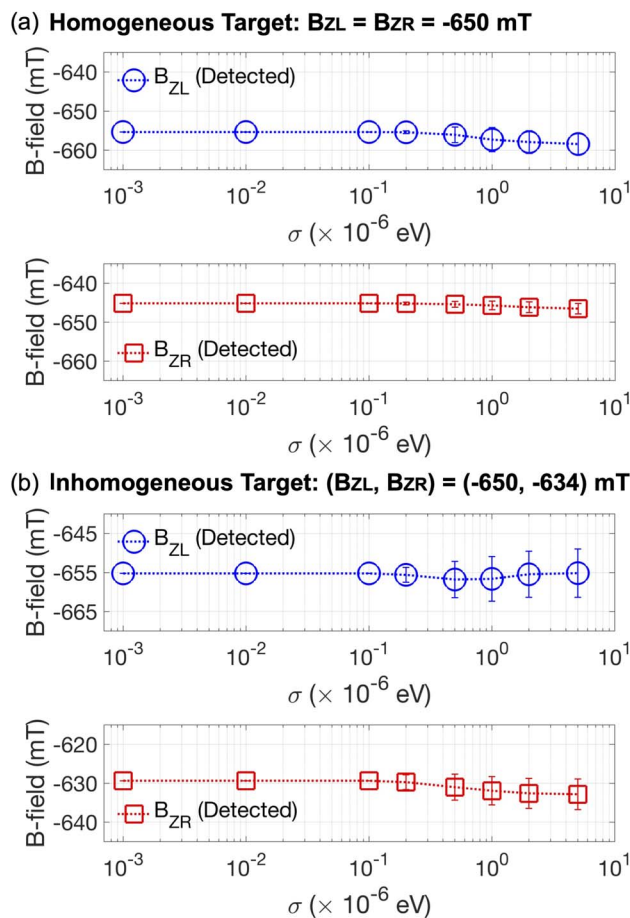 (a) Homogeneous Target: BZL = BZR = -650 mT
B-field (mT)
-640
-650
-660
B_ZL (Detected)
10^-3 10^-2 10^-1 10^0 10^1
σ (× 10^-6 eV)
B-field (mT)
-640
-650
-660
B_ZR (Detected)
10^-3 10^-2 10^-1 10^0 10^1
σ (× 10^-6 eV)
(b) Inhomogeneous Target: (BZL, BZR) = (-650, -634) mT
B-field (mT)
-645
-655
-665
B_ZL (Detected)
10^-3 10^-2 10^-1 10^0 10^1
σ (× 10^-6 eV)
B-field (mT)
-620
-630
-640
B_ZR (Detected)
10^-3 10^-2 10^-1 10^0 10^1
σ (× 10^-6 eV)